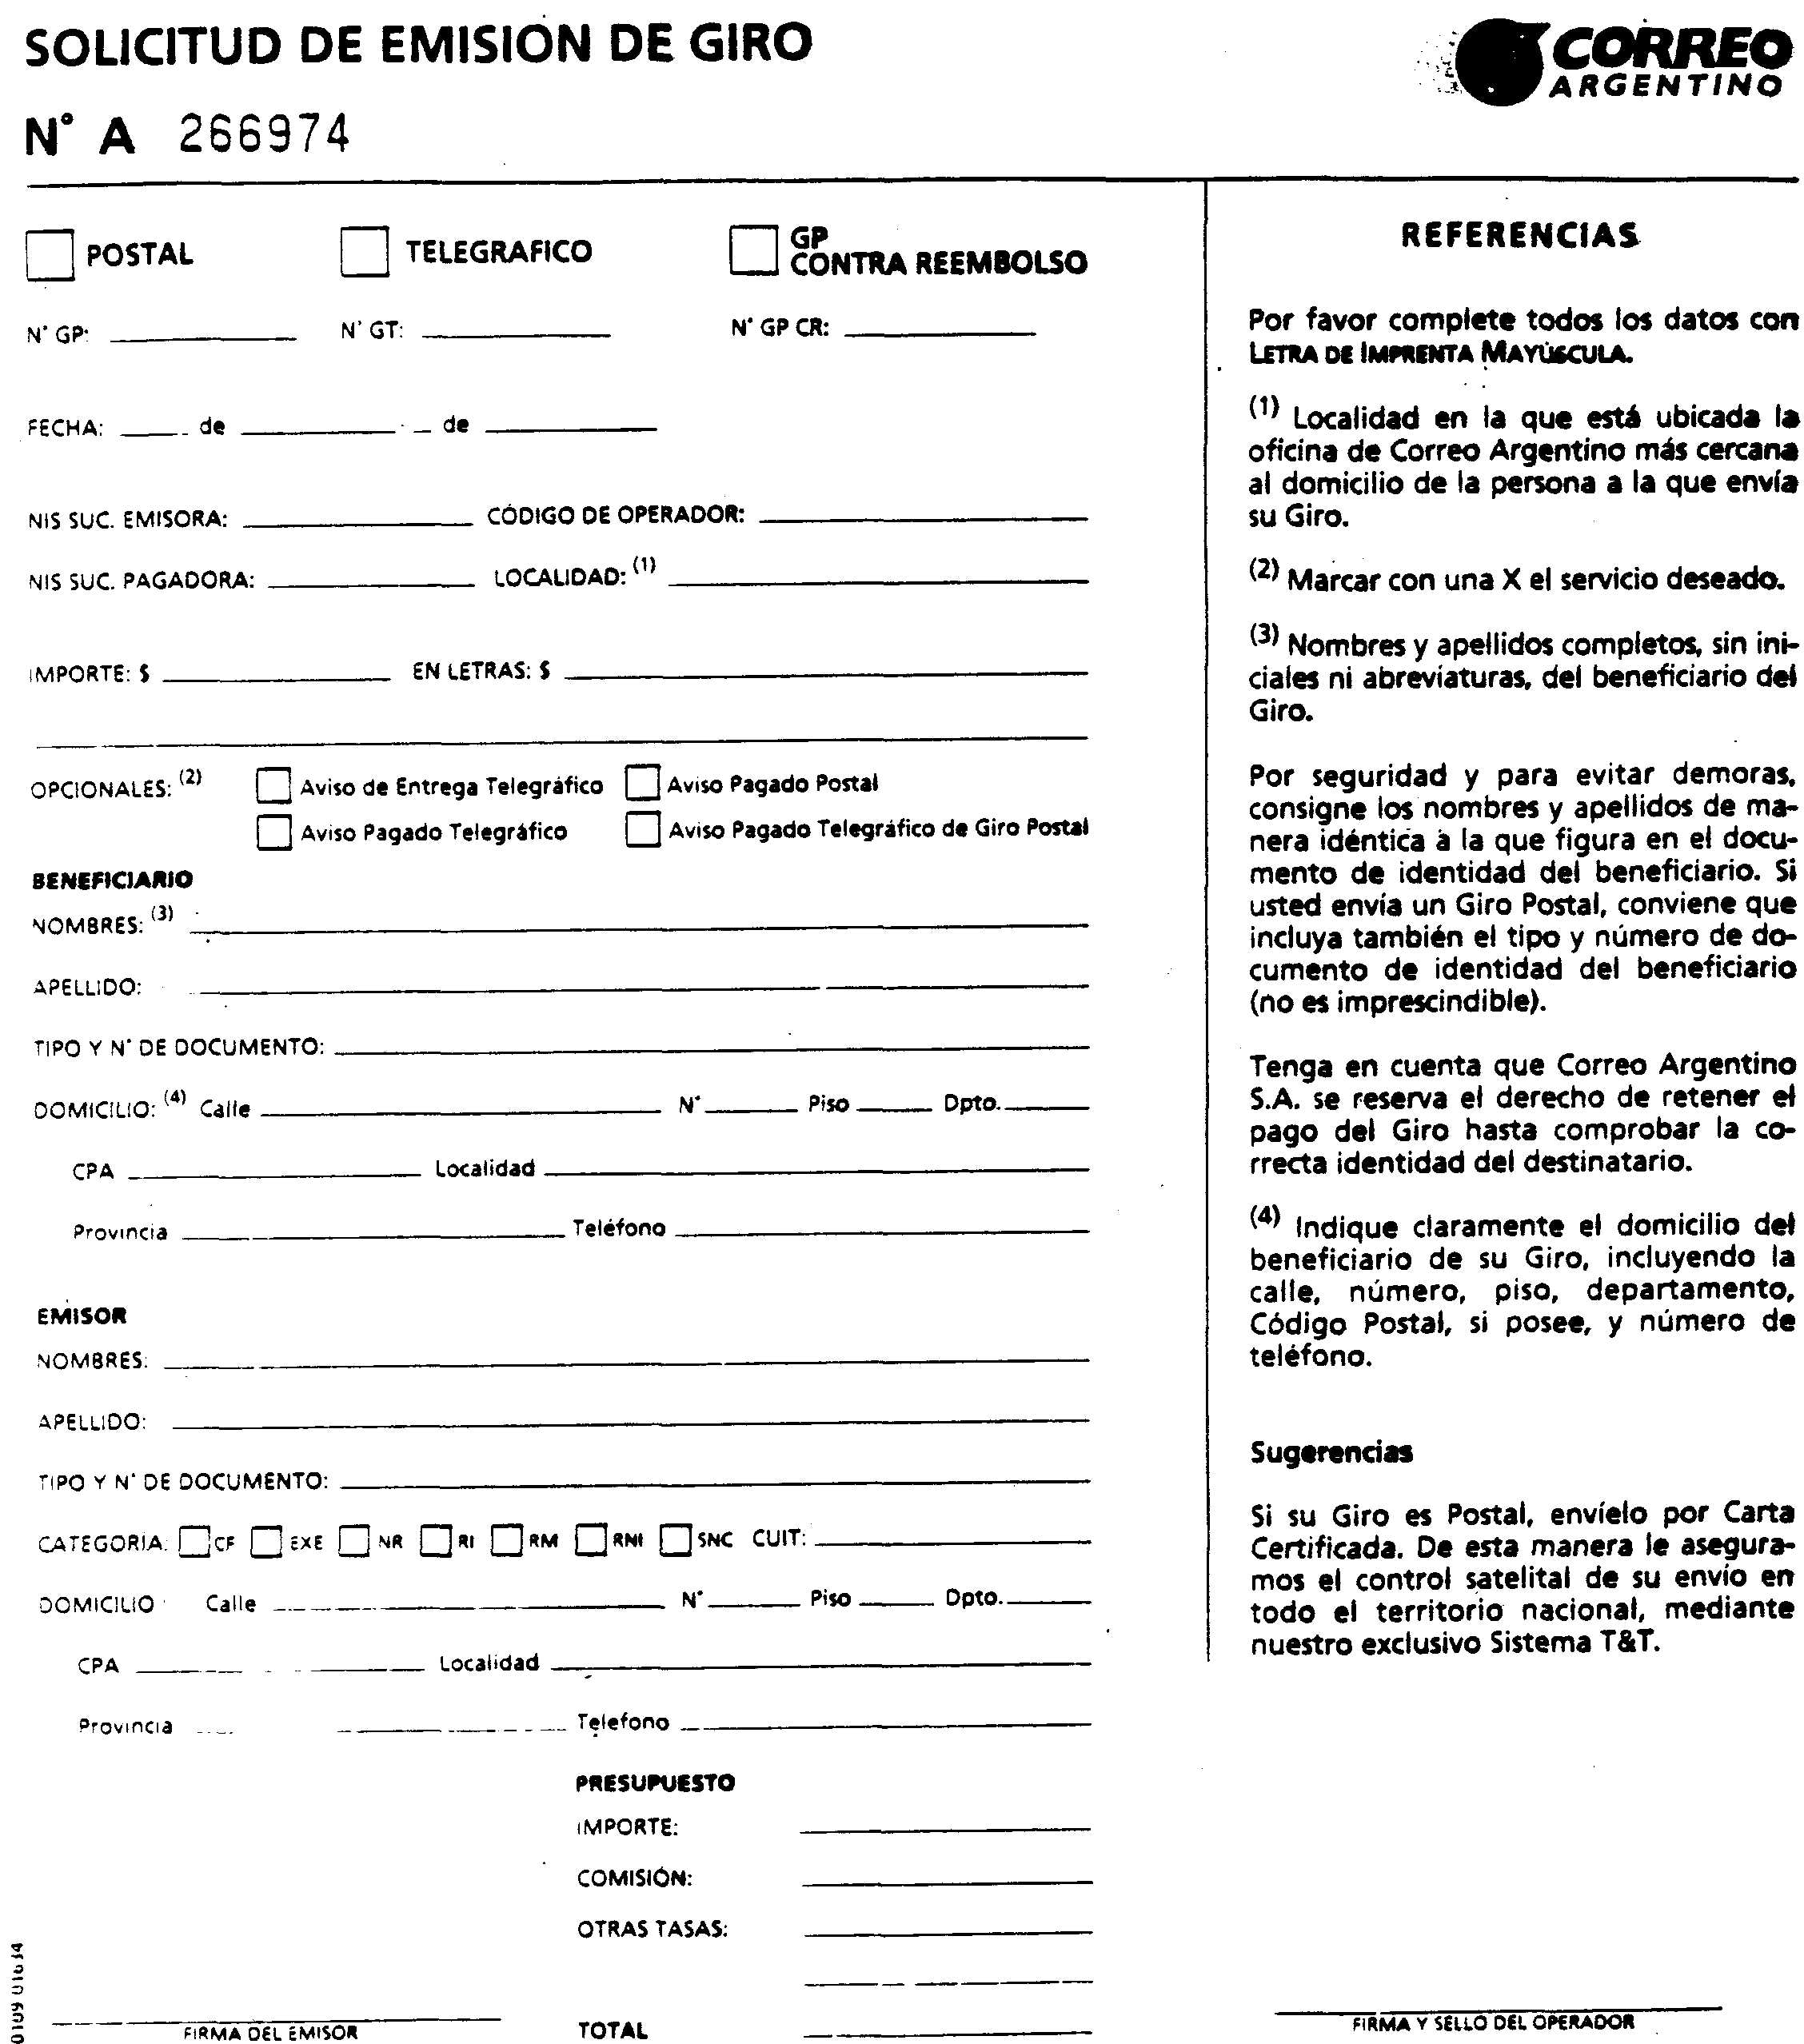 SOLICITUD DE EMISIÓN DE GIRO
CORREO
ARGENTINO
N° A 266974
POSTAL TELEGRAFICO GP CONTRA REEMBOLSO
N° GP: N° GT: N° GP CR:
FECHA: de de
NIS SUC. EMISORA: CÓDIGO DE OPERADOR:
NIS SUC. PAGADORA: LOCALIDAD: (1)
IMPORTE: $ EN LETRAS: $
OPCIONALES: (2) Aviso de Entrega Telegráfico Aviso Pagado Postal
Aviso Pagado Telegráfico Aviso Pagado Telegráfico de Giro Postal
BENEFICIARIO
NOMBRES: (3)
APELLIDO:
TIPO Y N° DE DOCUMENTO:
DOMICILIO: (4) Calle N° Piso Dpto.
CPA Localidad
Provincia Teléfono
EMISOR
NOMBRES:
APELLIDO:
TIPO Y N° DE DOCUMENTO:
CATEGORÍA: CF EXE NR RI RM RNI SNC CUIT:
DOMICILIO Calle N° Piso Dpto.
CPA Localidad
Provincia Telefono
PRESUPUESTO
IMPORTE:
COMISIÓN:
OTRAS TASAS:
TOTAL
FIRMA DEL EMISOR
REFERENCIAS
Por favor complete todos los datos con
LETRA DE IMPRENTA MAYÚSCULA.
(1) Localidad en la que está ubicada la
oficina de Correo Argentino más cercana
al domicilio de la persona a la que envía
su Giro.
(2) Marcar con una X el servicio deseado.
(3) Nombres y apellidos completos, sin ini-
ciales ni abreviaturas, del beneficiario del
Giro.
Por seguridad y para evitar demoras,
consigne los nombres y apellidos de ma-
nera idéntica a la que figura en el docu-
mento de identidad del beneficiario. Si
usted envía un Giro Postal, conviene que
incluya también el tipo y número de do-
cumento de identidad del beneficiario
(no es imprescindible).
Tenga en cuenta que Correo Argentino
S.A. se reserva el derecho de retener el
pago del Giro hasta comprobar la co-
rrecta identidad del destinatario.
(4) Indique claramente el domicilio del
beneficiario de su Giro, incluyendo la
calle, número, piso, departamento,
Código Postal, si posee, y número de
teléfono.
Sugerencias
Si su Giro es Postal, envíelo por Carta
Certificada. De esta manera le asegura-
mos el control satelital de su envío en
todo el territorio nacional, mediante
nuestro exclusivo Sistema T&T.
FIRMA Y SELLO DEL OPERADOR